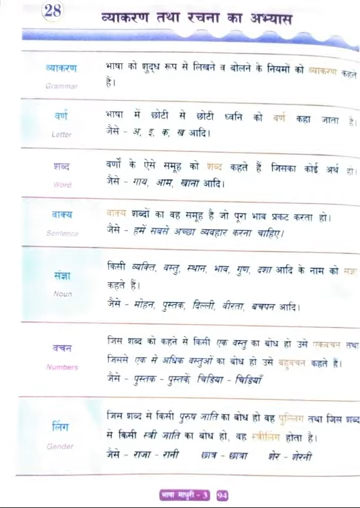 28
व्याकरण तथा रचना का अभ्यास
व्याकरण
Grammar
भाषा को शुद्ध रूप से लिखने व बोलने के नियमों को व्याकरण कहते
हैं।
वर्ण
Letter
भाषा में छोटी से छोटी ध्वनि को वर्ण कहा जाता है।
जैसे - अ, इ, क, ख आदि।
शब्द
Word
वर्णों के ऐसे समूह को शब्द कहते हैं जिसका कोई अर्थ हो।
जैसे - गाय, आम, खाना आदि।
वाक्य
Sentence
वाक्य शब्दों का वह समूह है जो पूरा भाव प्रकट करता हो।
जैसे - हमें सबसे अच्छा व्यवहार करना चाहिए।
संज्ञा
Noun
किसी व्यक्ति, वस्तु, स्थान, भाव, गुण, दशा आदि के नाम को संज्ञा
कहते हैं।
जैसे - मोहन, पुस्तक, दिल्ली, वीरता, बचपन आदि।
वचन
Numbers
जिस शब्द को कहने से किसी एक वस्तु का बोध हो उसे एकवचन तथा
जिससे एक से अधिक वस्तुओं का बोध हो उसे बहुवचन कहते हैं।
जैसे - पुस्तक - पुस्तकें चिड़िया - चिड़ियाँ
लिंग
Gender
जिस शब्द से किसी पुरुष जाति का बोध हो वह पुल्लिंग तथा जिस शब्द
से किसी स्त्री जाति का बोध हो, वह स्त्रीलिंग होता है।
जैसे - राजा - रानी छात्र - छात्रा शेर - शेरनी
भाषा माधुरी - 3 94